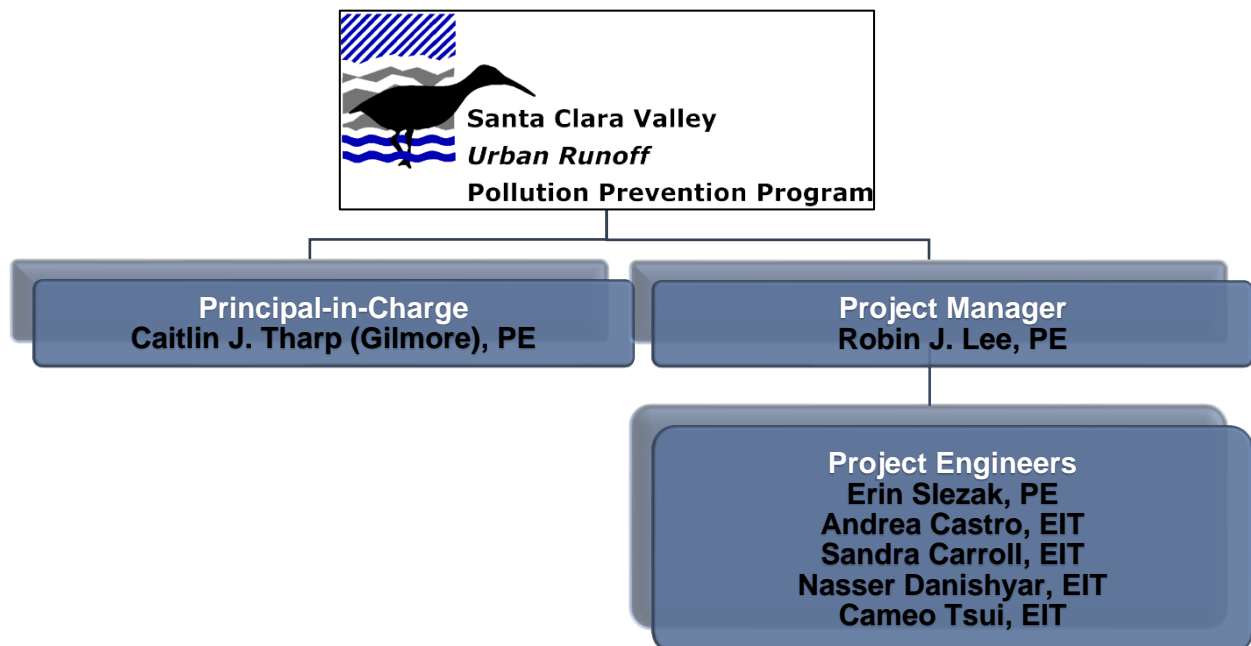 Santa Clara Valley
Urban Runoff
Pollution Prevention Program
Principal-in-Charge
Caitlin J. Tharp (Gilmore), PE
Project Manager
Robin J. Lee, PE
Project Engineers
Erin Slezak, PE
Andrea Castro, EIT
Sandra Carroll, EIT
Nasser Danishyar, EIT
Cameo Tsui, EIT